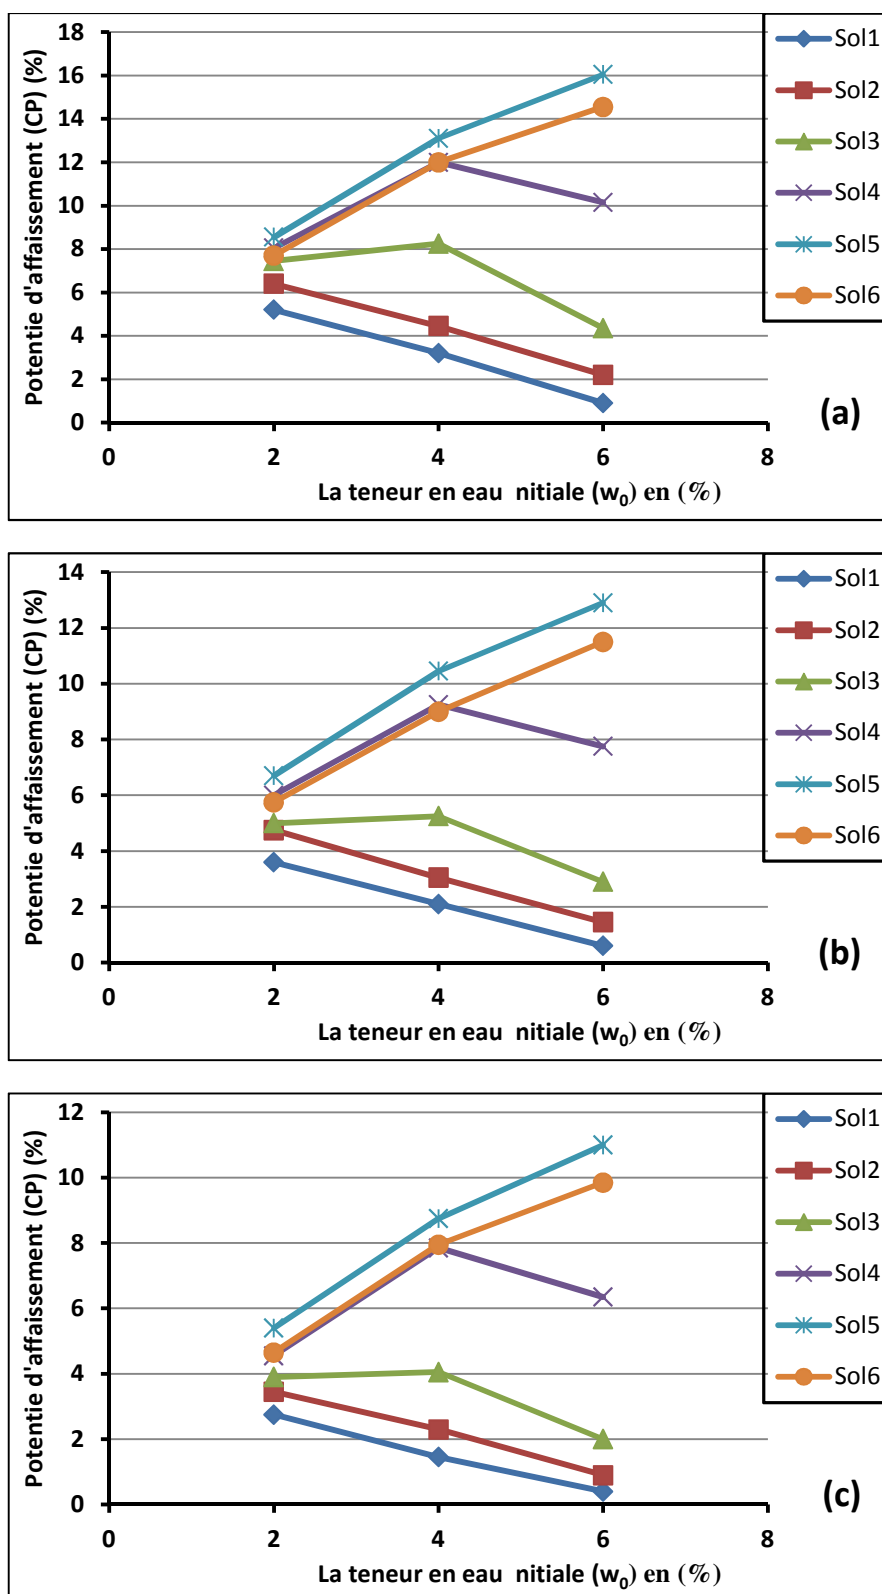 18
16
14
12
10
8
6
4
2
0
Potentie d'affaissement (CP) (%)
0 2 4 6 8
La teneur en eau nitiale (w₀) en (%)
Sol1
Sol2
Sol3
Sol4
Sol5
Sol6
(a)
14
12
10
8
6
4
2
0
Potentie d'affaissement (CP) (%)
0 2 4 6 8
La teneur en eau nitiale (w₀) en (%)
Sol1
Sol2
Sol3
Sol4
Sol5
Sol6
(b)
12
10
8
6
4
2
0
Potentie d'affaissement (CP) (%)
0 2 4 6 8
La teneur en eau nitiale (w₀) en (%)
Sol1
Sol2
Sol3
Sol4
Sol5
Sol6
(c)